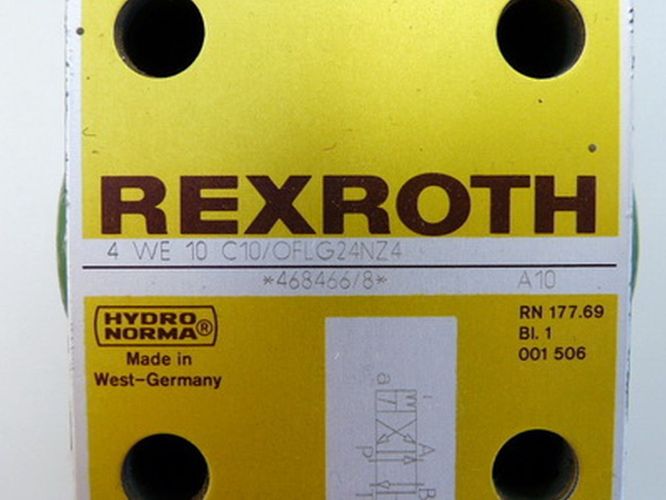 REXROTH
4 WE 10 C10/OFLG24NZ4
*468466/8* A10
HYDRO
NORMA®
Made in
West-Germany
RN 177.69
Bl. 1
001 506
a
A
P
B
T